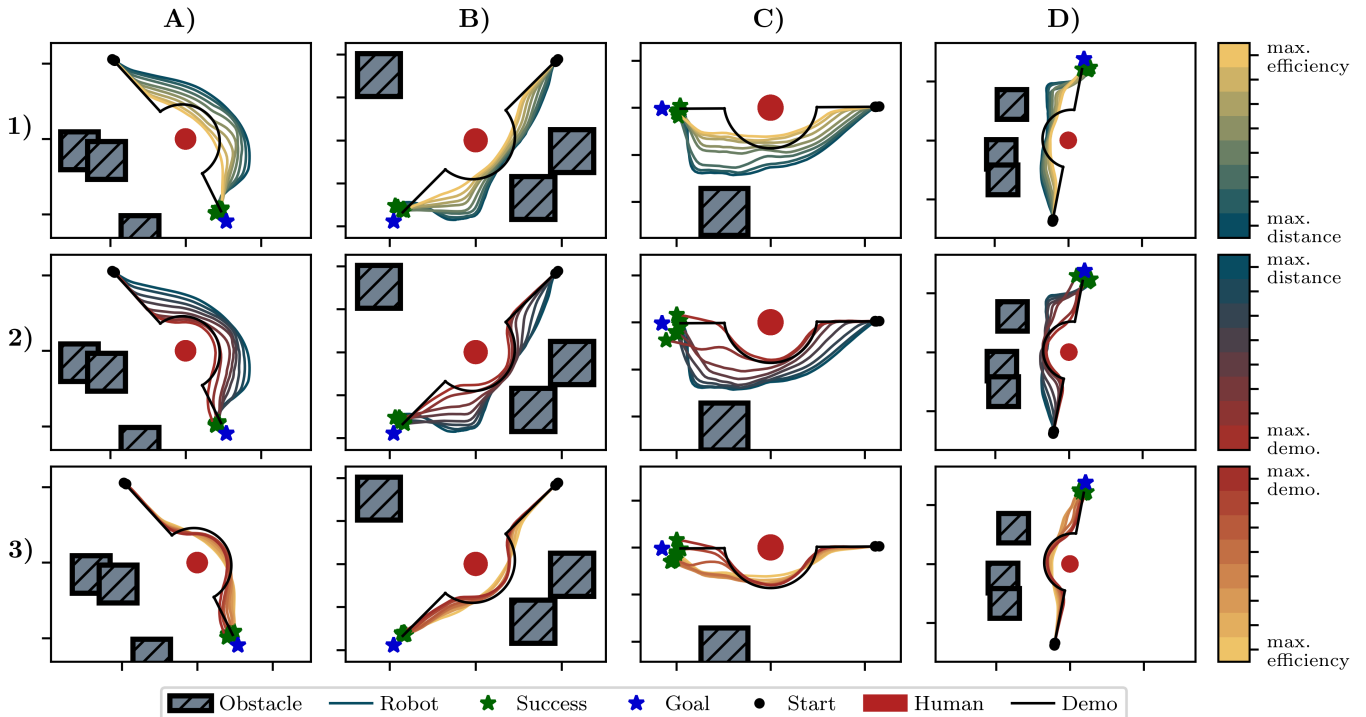 A) B) C) D)
1)
max.
efficiency
max.
distance
2)
max.
distance
max.
demo.
3)
max.
demo.
max.
efficiency
Obstacle Robot Success Goal Start Human Demo